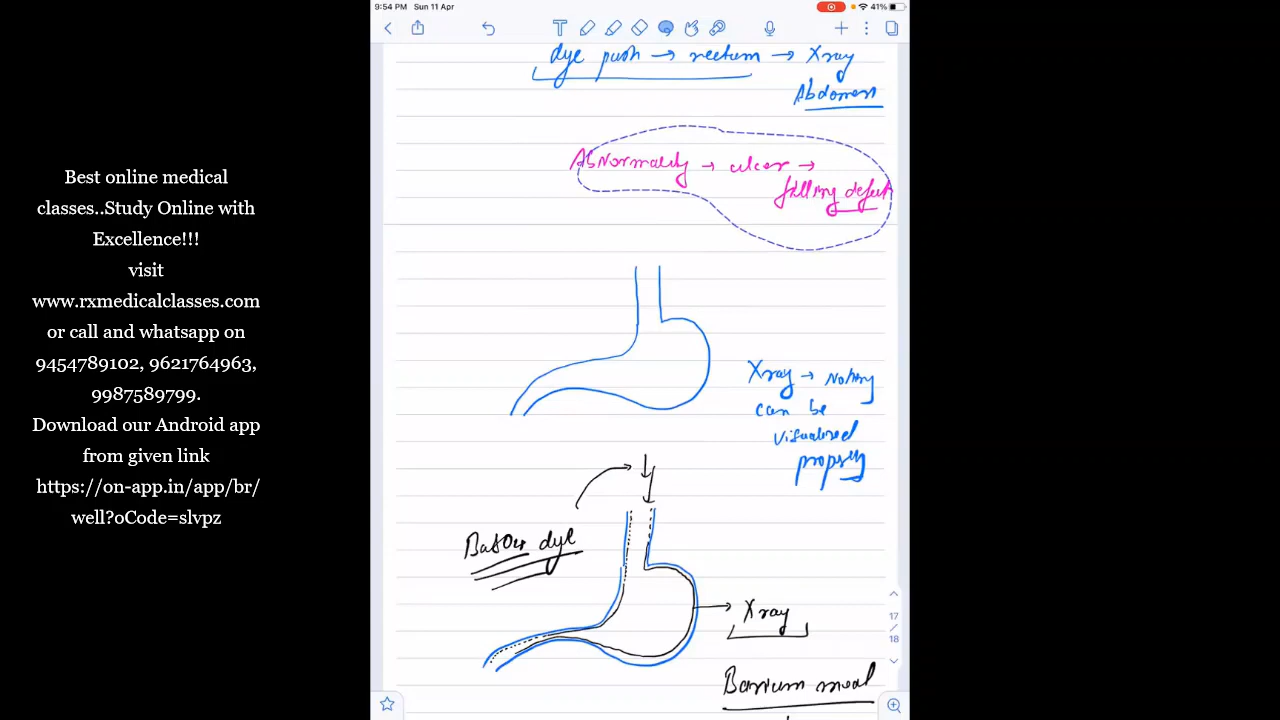 9:54 PM Sun 11 Apr
41%
T
dye push → rectum → Xray
Abdomen
AbNormality → ulcer →
filling defect
Best online medical
classes..Study Online with
Excellence!!!
visit
www.rxmedicalclasses.com
or call and whatsapp on
9454789102, 9621764963,
9987589799.
Download our Android app
from given link
https://on-app.in/app/br/
well?oCode=slvpz
Xray → Nothing
can be
visualised
properly
dye
Xray
17
/
18
Barium meal